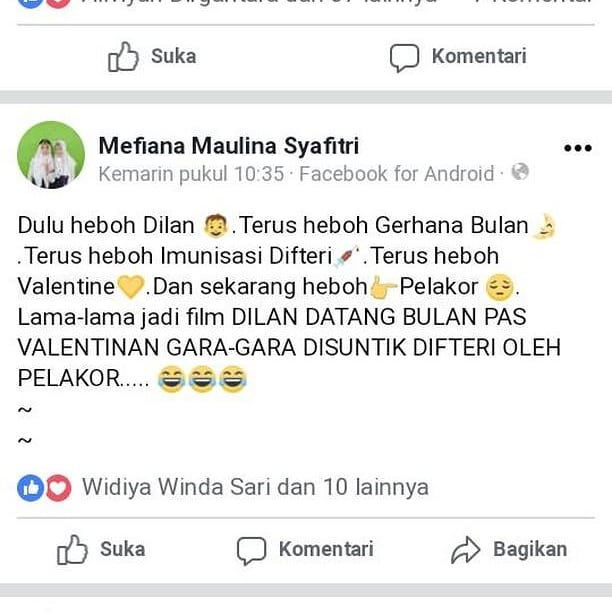 Suka Komentari
Mefiana Maulina Syafitri
Kemarin pukul 10:35 · Facebook for Android ·
Dulu heboh Dilan 👦.Terus heboh Gerhana Bulan🌛
.Terus heboh Imunisasi Difteri💉.Terus heboh
Valentine💛.Dan sekarang heboh👉Pelakor 😔.
Lama-lama jadi film DILAN DATANG BULAN PAS
VALENTINAN GARA-GARA DISUNTIK DIFTERI OLEH
PELAKOR..... 😂😂😂
~
~
Widiya Winda Sari dan 10 lainnya
Suka Komentari Bagikan